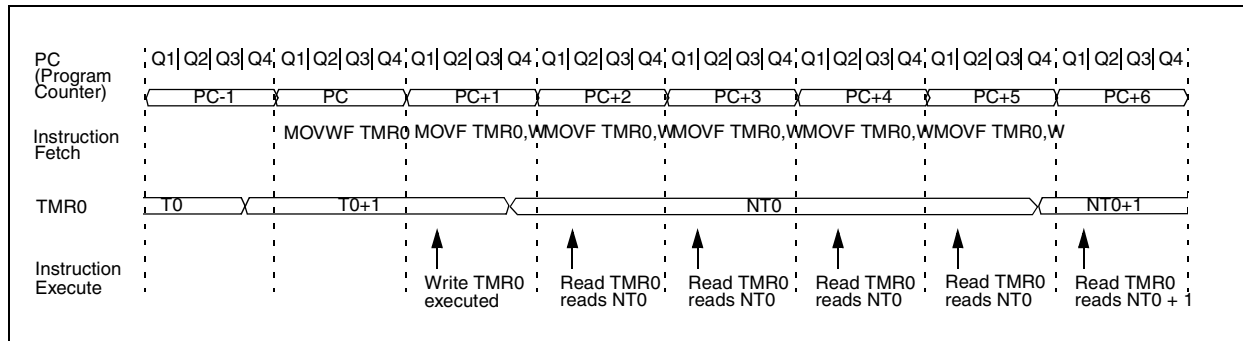 PC
(Program
Counter)
Q1 Q2 Q3 Q4 Q1 Q2 Q3 Q4 Q1 Q2 Q3 Q4 Q1 Q2 Q3 Q4 Q1 Q2 Q3 Q4 Q1 Q2 Q3 Q4 Q1 Q2 Q3 Q4 Q1 Q2 Q3 Q4
PC-1 PC PC+1 PC+2 PC+3 PC+4 PC+5 PC+6
Instruction
Fetch
MOVWF TMR0 MOVF TMR0,W MOVF TMR0,W MOVF TMR0,W MOVF TMR0,W MOVF TMR0,W
TMR0
T0 T0+1 NT0 NT0+1
Instruction
Execute
Write TMR0
executed
Read TMR0
reads NT0
Read TMR0
reads NT0
Read TMR0
reads NT0
Read TMR0
reads NT0
Read TMR0
reads NT0 + 1